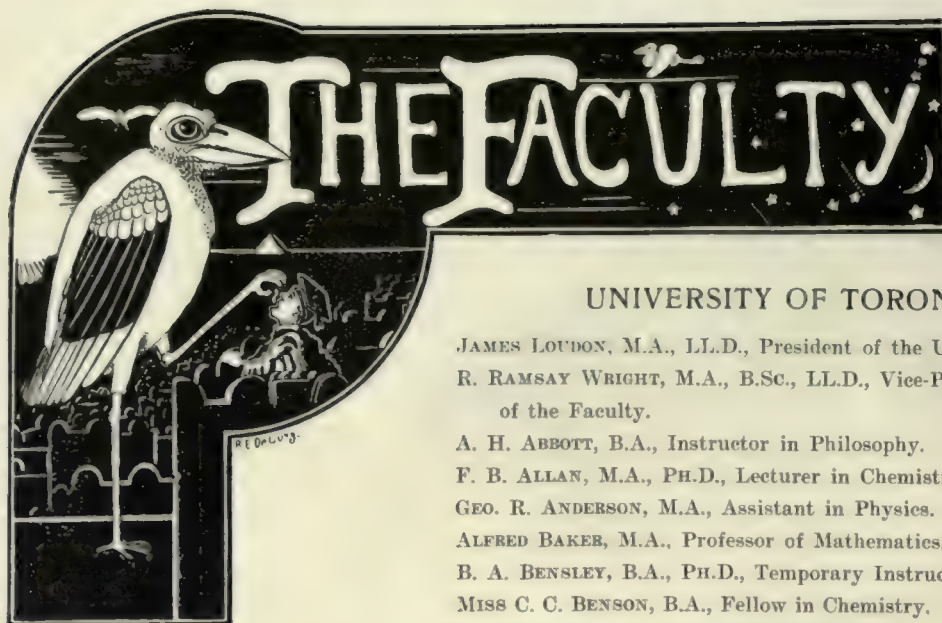 THE FACULTY,
UNIVERSITY OF TORON
JAMES LOUDON, M.A., LL.D., President of the U
R. RAMSAY WRIGHT, M.A., B.SC., LL.D., Vice-P
of the Faculty.
A. H. ABBOTT, B.A., Instructor in Philosophy.
F. B. ALLAN, M.A., PH.D., Lecturer in Chemist
GEO. R. ANDERSON, M.A., Assistant in Physics.
ALFRED BAKER, M.A., Professor of Mathematics.
B. A. BENSLEY, B.A., PH.D., Temporary Instruc
MISS C. C. BENSON, B.A., Fellow in Chemistry.